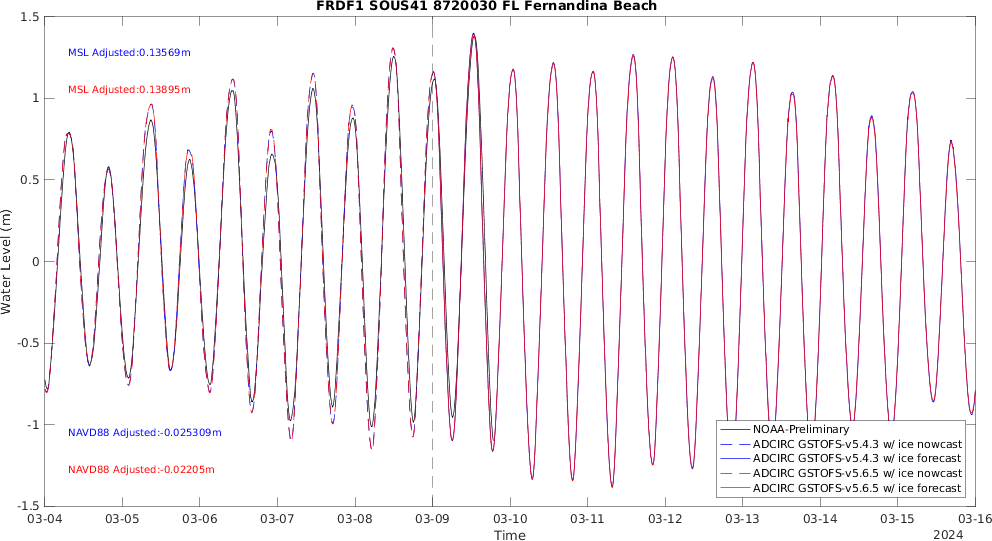 FRDF1 SOUS41 8720030 FL Fernandina Beach
1.5
MSL Adjusted:0.13569m
MSL Adjusted:0.13895m
1
0.5
0
-0.5
-1
-1.5
Water Level (m)
NAVD88 Adjusted:-0.025309m
NAVD88 Adjusted:-0.02205m
NOAA-Preliminary
ADCIRC GSTOFS-v5.4.3 w/ ice nowcast
ADCIRC GSTOFS-v5.4.3 w/ ice forecast
ADCIRC GSTOFS-v5.6.5 w/ ice nowcast
ADCIRC GSTOFS-v5.6.5 w/ ice forecast
03-04 03-05 03-06 03-07 03-08 03-09 03-10 03-11 03-12 03-13 03-14 03-15 03-16
Time
2024